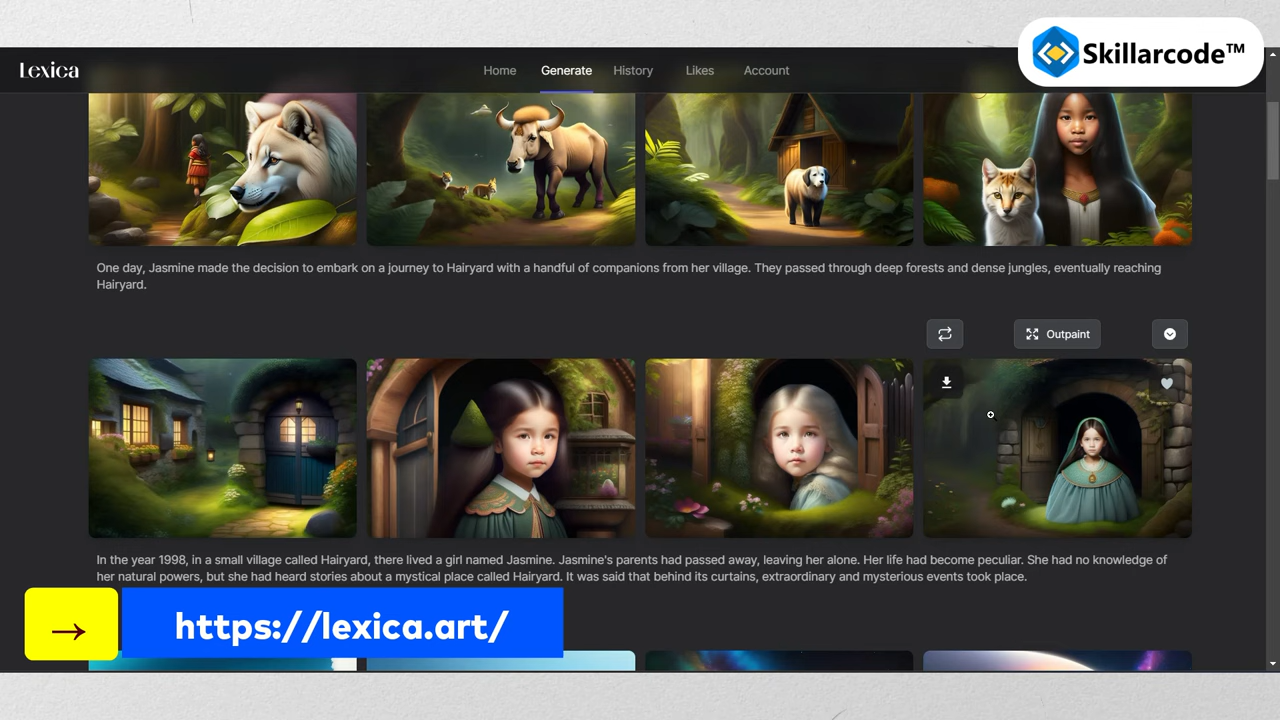 Skillarcode™
Lexica
Home
Generate
History
Likes
Account
One day, Jasmine made the decision to embark on a journey to Hairyard with a handful of companions from her village. They passed through deep forests and dense jungles, eventually reaching
Hairyard.
Outpaint
In the year 1998, in a small village called Hairyard, there lived a girl named Jasmine. Jasmine's parents had passed away, leaving her alone. Her life had become peculiar. She had no knowledge of
her natural powers, but she had heard stories about a mystical place called Hairyard. It was said that behind its curtains, extraordinary and mysterious events took place.
→ https://lexica.art/